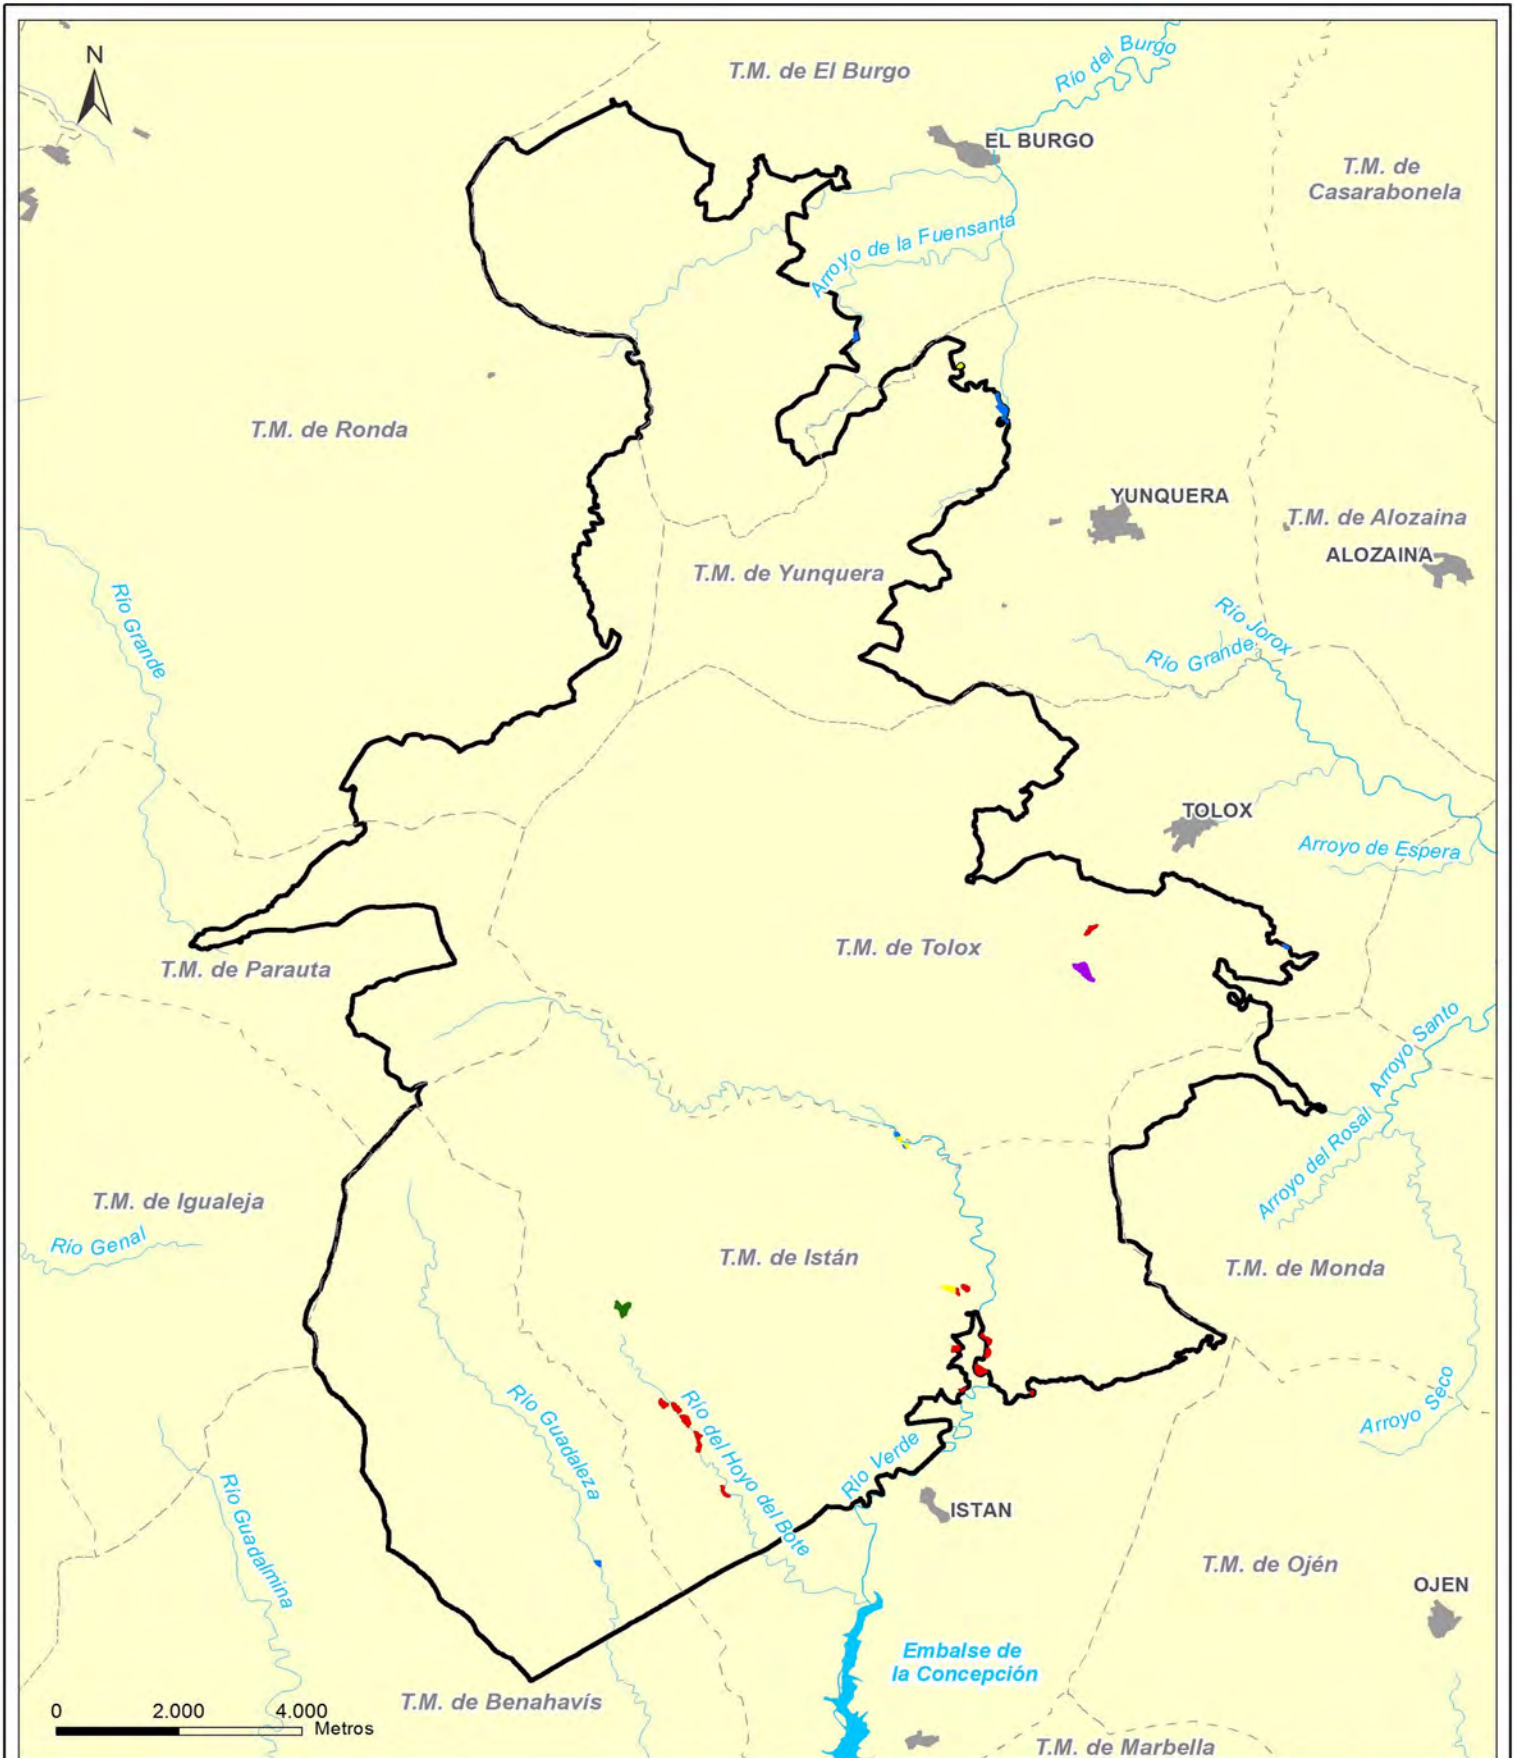 N
T.M. de El Burgo
Río del Burgo
EL BURGO
T.M. de
Casarabonela
Arroyo de la Fuensanta
T.M. de Ronda
YUNQUERA
T.M. de Alozaina
ALOZAINA
T.M. de Yunquera
Río Grande
Río Jorox
Río Grande
TOLOX
Arroyo de Espera
T.M. de Tolox
T.M. de Parauta
Arroyo Santo
Arroyo del Rosal
T.M. de Igualeja
Río Genal
T.M. de Istán
T.M. de Monda
Río Guadaleza
Río del Hoyo del Bote
Río Verde
Arroyo Seco
Río Guadalmina
ISTAN
T.M. de Ojén
OJEN
Embalse de
la Concepción
T.M. de Benahavís
0 2.000 4.000
Metros
T.M. de Marbella